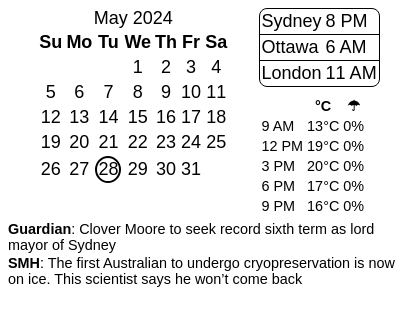 May 2024
Su Mo Tu We Th Fr Sa
1 2 3 4
5 6 7 8 9 10 11
12 13 14 15 16 17 18
19 20 21 22 23 24 25
26 27 28 29 30 31
Sydney 8 PM
Ottawa 6 AM
London 11 AM
°C ☂
9 AM 13°C 0%
12 PM 19°C 0%
3 PM 20°C 0%
6 PM 17°C 0%
9 PM 16°C 0%
Guardian: Clover Moore to seek record sixth term as lord
mayor of Sydney
SMH: The first Australian to undergo cryopreservation is now
on ice. This scientist says he won’t come back